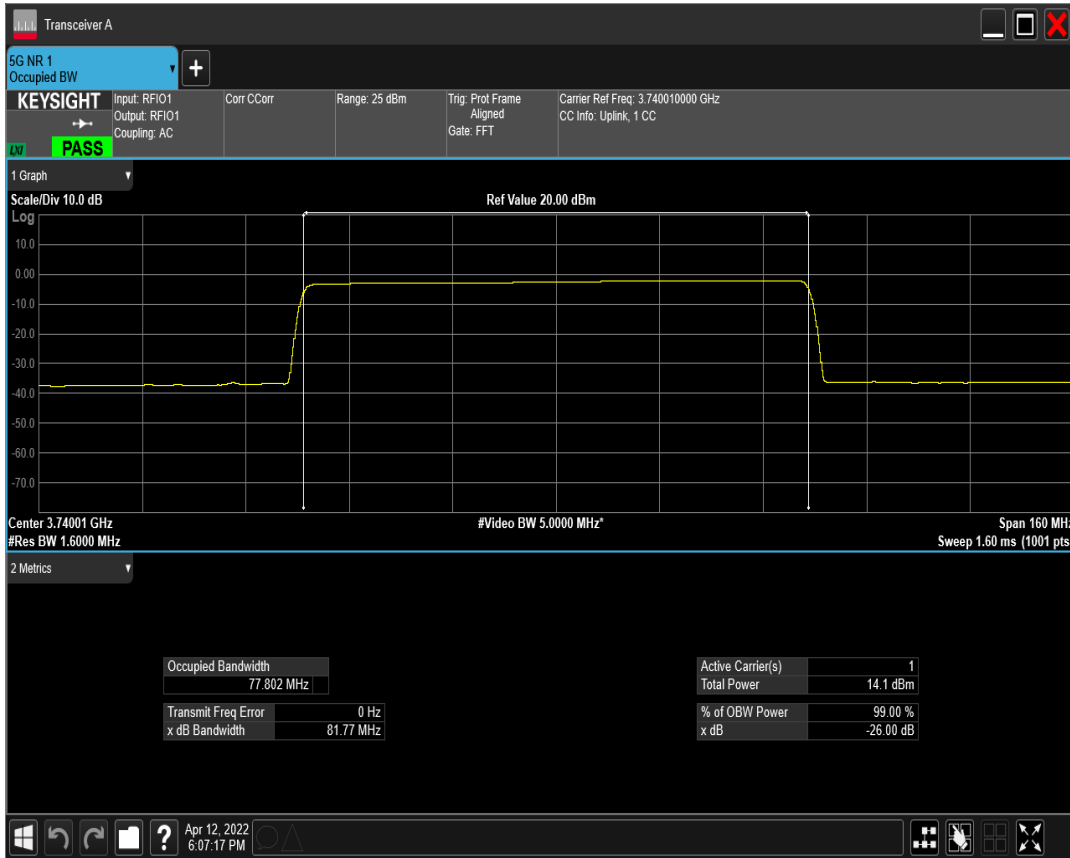 Transceiver A
5G NR 1
Occupied BW
+
KEYSIGHT
LXI
PASS
Input: RFIO1
Output: RFIO1
Coupling: AC
Corr CCorr
Range: 25 dBm
Trig: Prot Frame
Aligned
Gate: FFT
Carrier Ref Freq: 3.740010000 GHz
CC Info: Uplink, 1 CC
1 Graph
Scale/Div 10.0 dB
Ref Value 20.00 dBm
Log
10.0
0.00
-10.0
-20.0
-30.0
-40.0
-50.0
-60.0
-70.0
Center 3.74001 GHz
#Video BW 5.0000 MHz*
Span 160 MHz
#Res BW 1.6000 MHz
Sweep 1.60 ms (1001 pts
2 Metrics
Occupied Bandwidth
77.802 MHz
Transmit Freq Error 0 Hz
x dB Bandwidth 81.77 MHz
Active Carrier(s) 1
Total Power 14.1 dBm
% of OBW Power 99.00 %
x dB -26.00 dB
?
Apr 12, 2022
6:07:17 PM